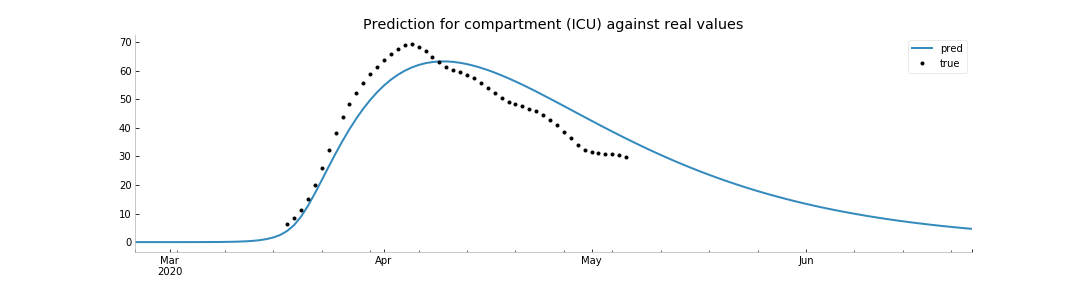 Prediction for compartment (ICU) against real values
70
60
50
40
30
20
10
0
pred
true
Mar
2020
Apr
May
Jun